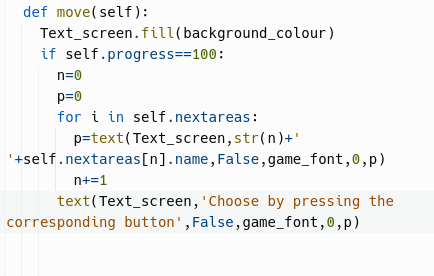 def move(self):
Text_screen.fill(background_colour)
if self.progress==100:
n=0
p=0
for i in self.nextareas:
p=text(Text_screen,str(n)+'
'+self.nextareas[n].name,False,game_font,0,p)
n+=1
text(Text_screen,'Choose by pressing the
corresponding button',False,game_font,0,p)